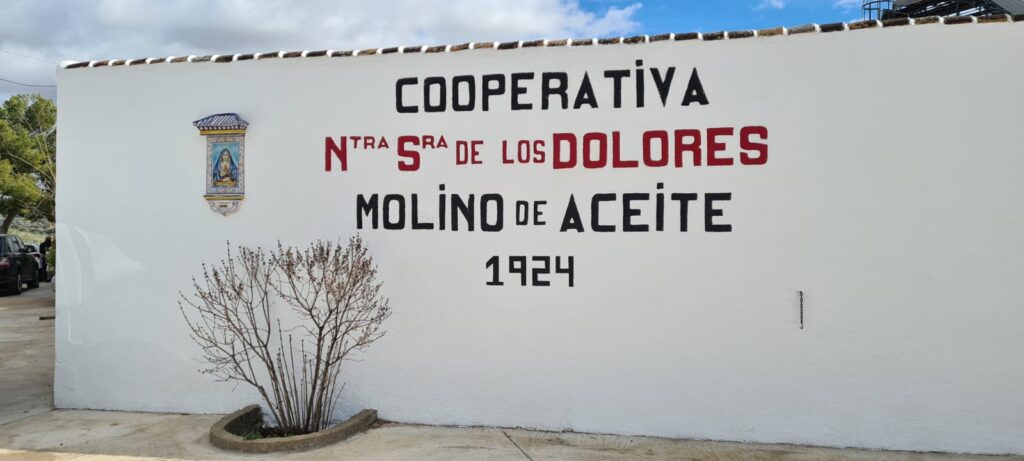 COOPERATIVA
NTRA SRA DE LOS DOLORES
MOLINO DE ACEITE
1924